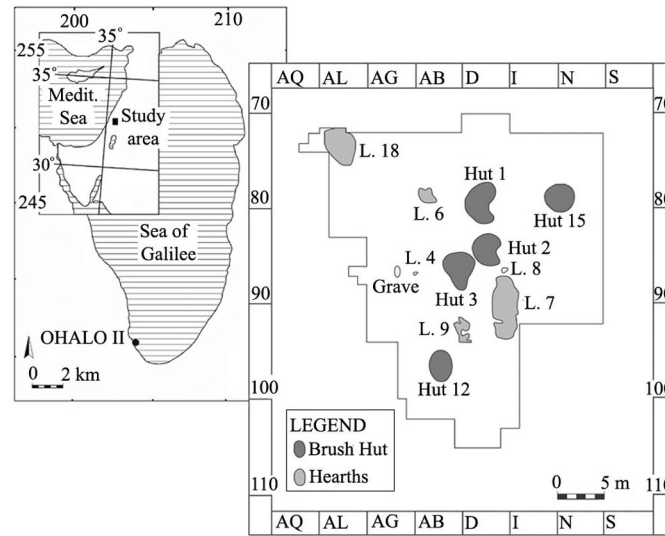 200
210
35°
255
35°
Medit.
Sea
Study
area
30°
245
Sea of
Galilee
OHALO II
0 2 km
AQ AL AG AB D I N S
70
70
80
80
90
90
100
100
110
110
L. 18
Hut 1
L. 6
Hut 15
Hut 2
L. 4
L. 8
Grave
Hut 3
L. 7
L. 9
Hut 12
LEGEND
Brush Hut
Hearths
0 5 m
AQ AL AG AB D I N S